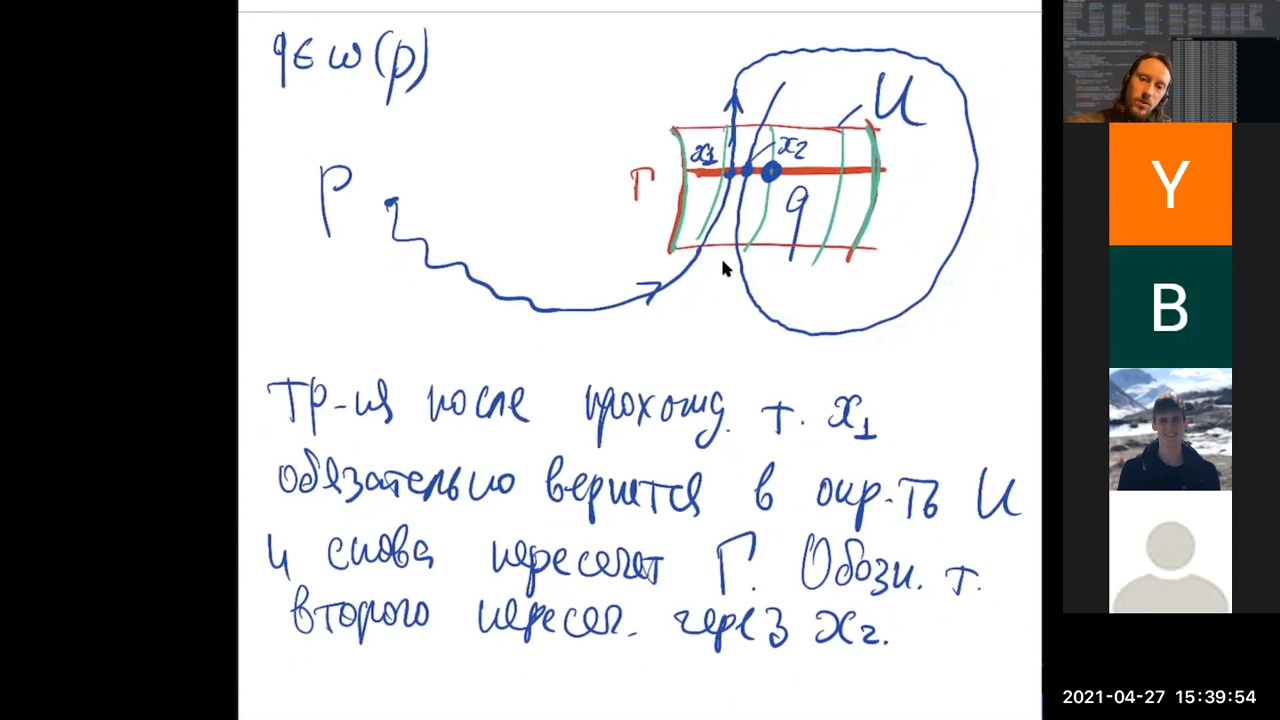 q ∈ ω(p)
U
x₁
x₂
Г
P
q
тр-ия после прохожд. т. x₁
обязательно вернется в окр-ть U
и снова пересечет Г. Обозн. т.
второго пересеч. через x₂.
Y
B
2021-04-27 15:39:54